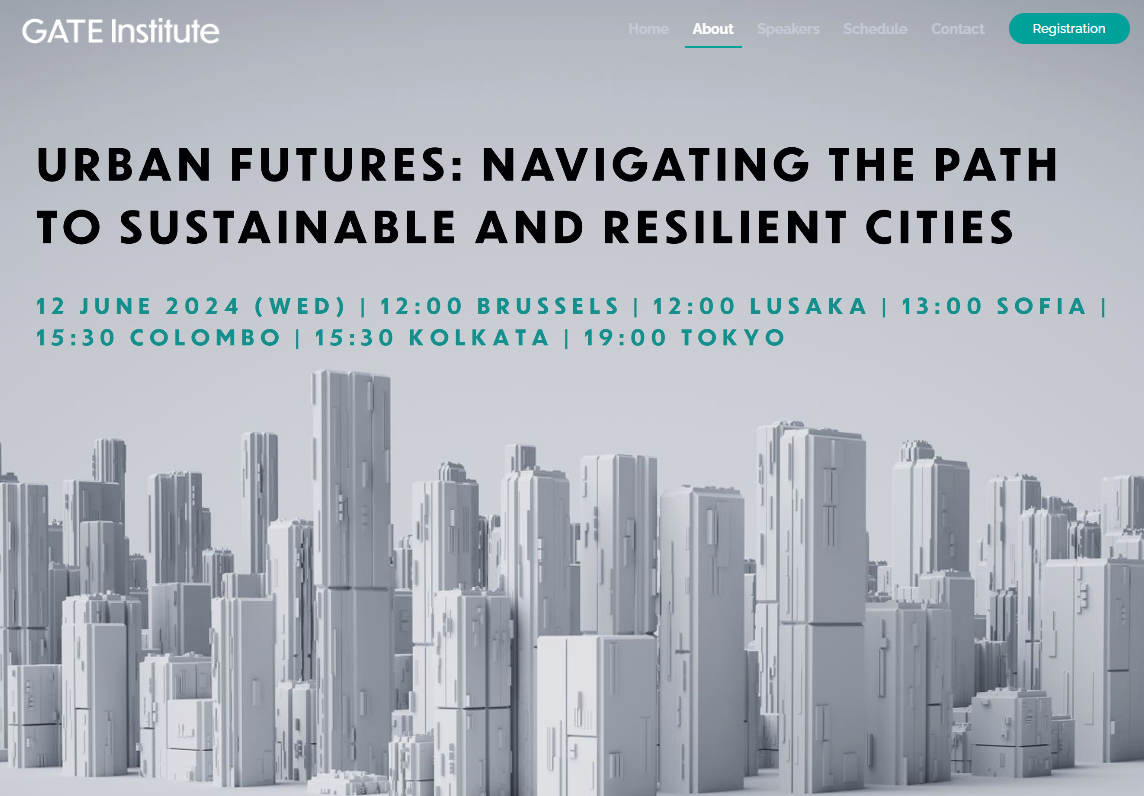 GATE Institute
Home About Speakers Schedule Contact Registration
URBAN FUTURES: NAVIGATING THE PATH
TO SUSTAINABLE AND RESILIENT CITIES
12 JUNE 2024 (WED) | 12:00 BRUSSELS | 12:00 LUSAKA | 13:00 SOFIA |
15:30 COLOMBO | 15:30 KOLKATA | 19:00 TOKYO